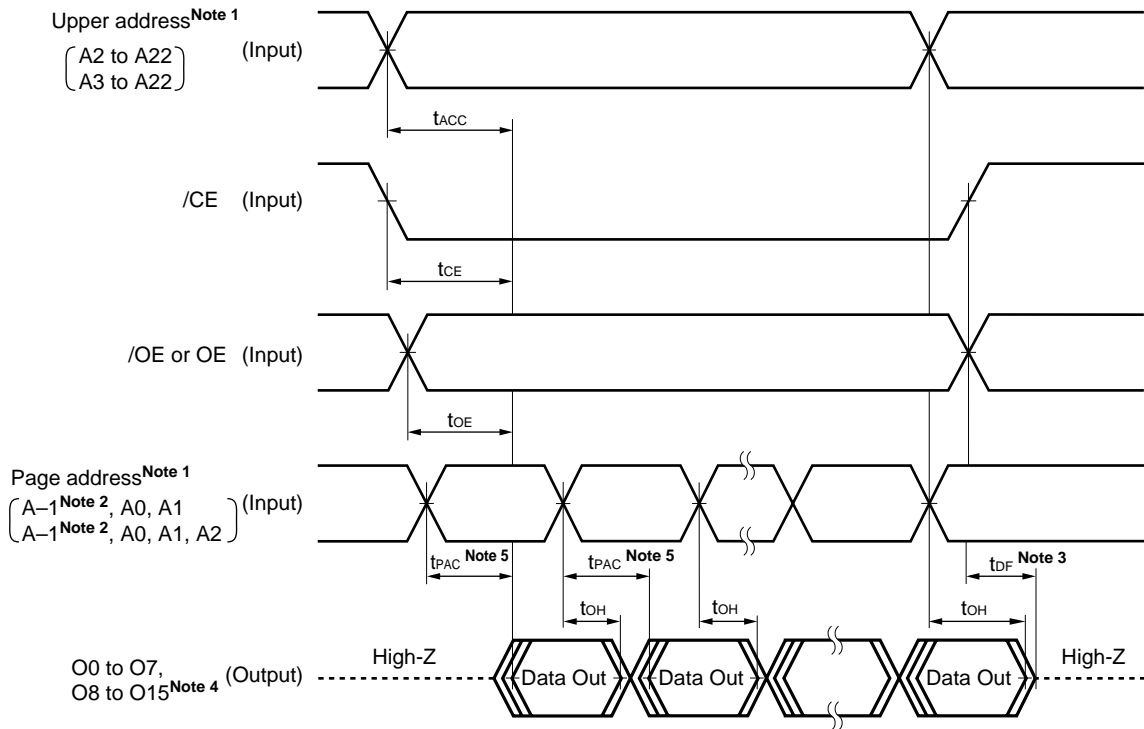 Upper address Note 1
A2 to A22 (Input)
A3 to A22
tACC
/CE (Input)
tCE
/OE or OE (Input)
tOE
Page address Note 1
A–1 Note 2, A0, A1 (Input)
A–1 Note 2, A0, A1, A2
tPAC Note 5 tPAC Note 5 tDF Note 3
tOH tOH tOH
High-Z High-Z
O0 to O7, (Output)
O8 to O15 Note 4
Data Out Data Out Data Out